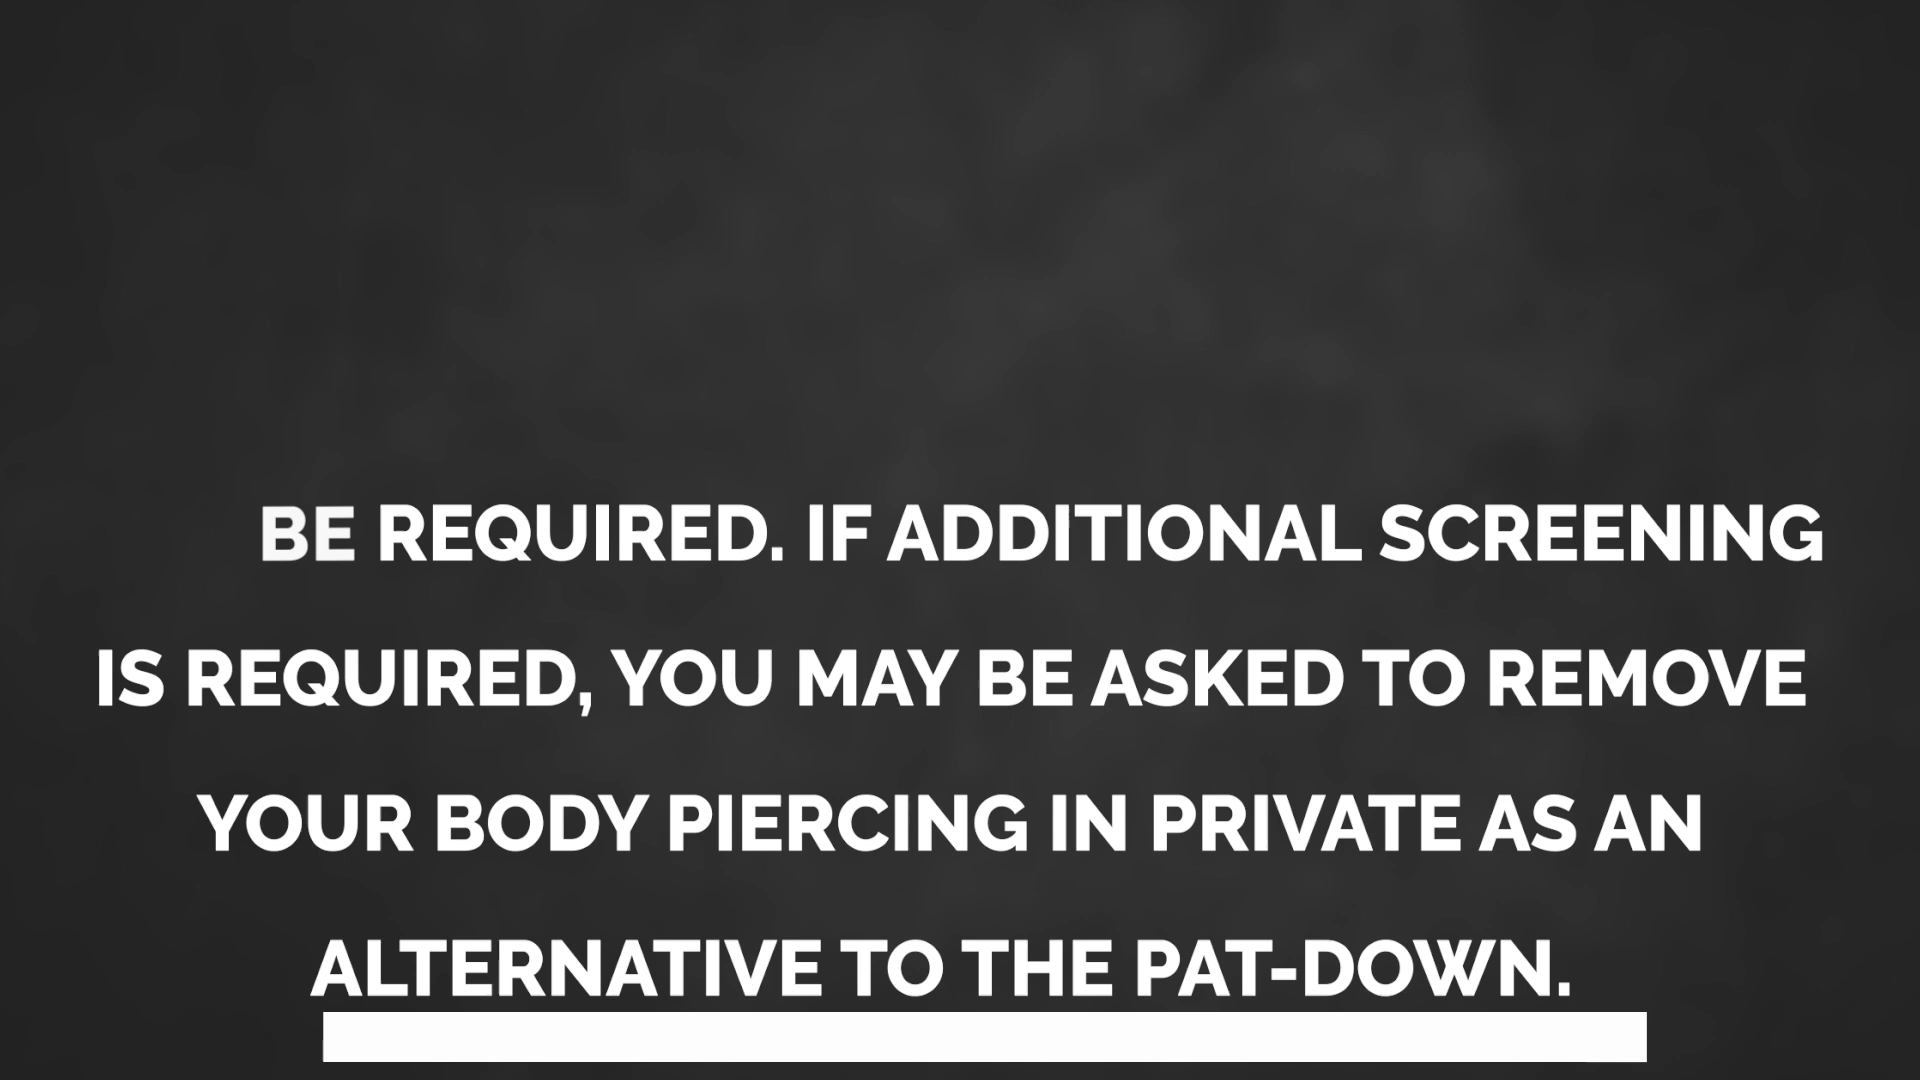 BE REQUIRED. IF ADDITIONAL SCREENING
IS REQUIRED, YOU MAY BE ASKED TO REMOVE
YOUR BODY PIERCING IN PRIVATE AS AN
ALTERNATIVE TO THE PAT-DOWN.